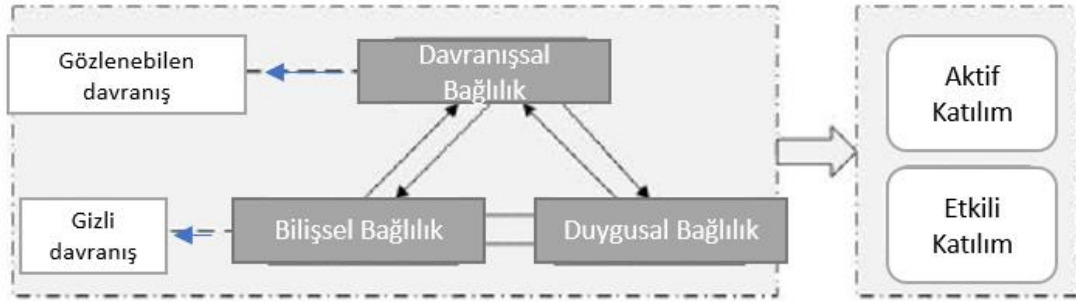 Gözlenebilen
davranış
Davranışsal
Bağlılık
Gizli
davranış
Bilişsel Bağlılık
Duygusal Bağlılık
Aktif
Katılım
Etkili
Katılım